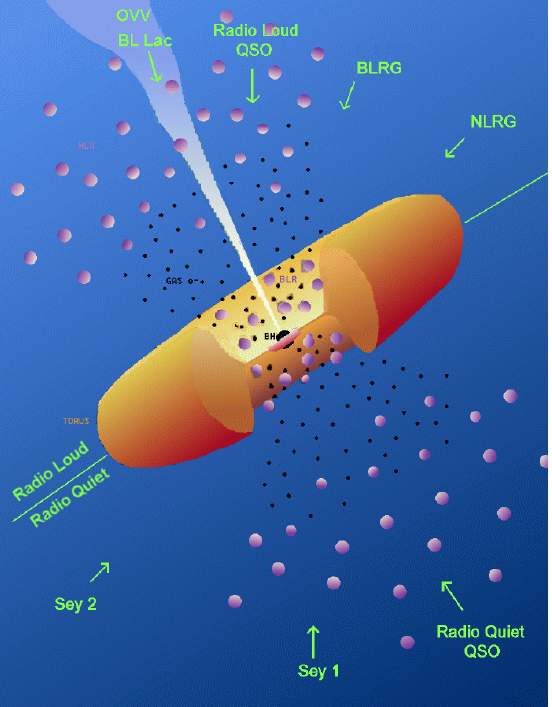 OVV
BL Lac
Radio Loud
QSO
BLRG
NLRG
NLR
GAS e-
BLR
BH
TORUS
Radio Loud
Radio Quiet
Sey 2
Sey 1
Radio Quiet
QSO